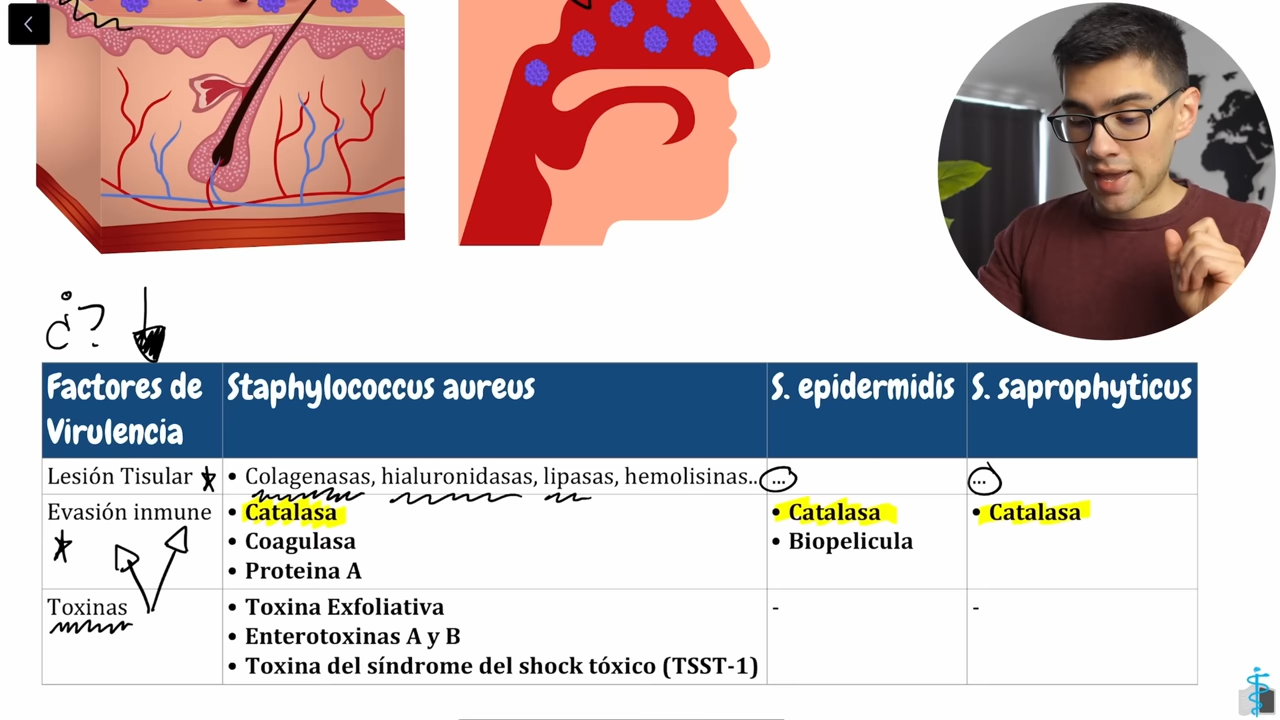 ¿?
Factores de Virulencia
Staphylococcus aureus
S. epidermidis
S. saprophyticus
Lesión Tisular
• Colagenasas, hialuronidasas, lipasas, hemolisinas..
...
...
Evasión inmune
• Catalasa
• Coagulasa
• Proteina A
• Catalasa
• Biopelicula
• Catalasa
Toxinas
• Toxina Exfoliativa
• Enterotoxinas A y B
• Toxina del síndrome del shock tóxico (TSST-1)
-
-